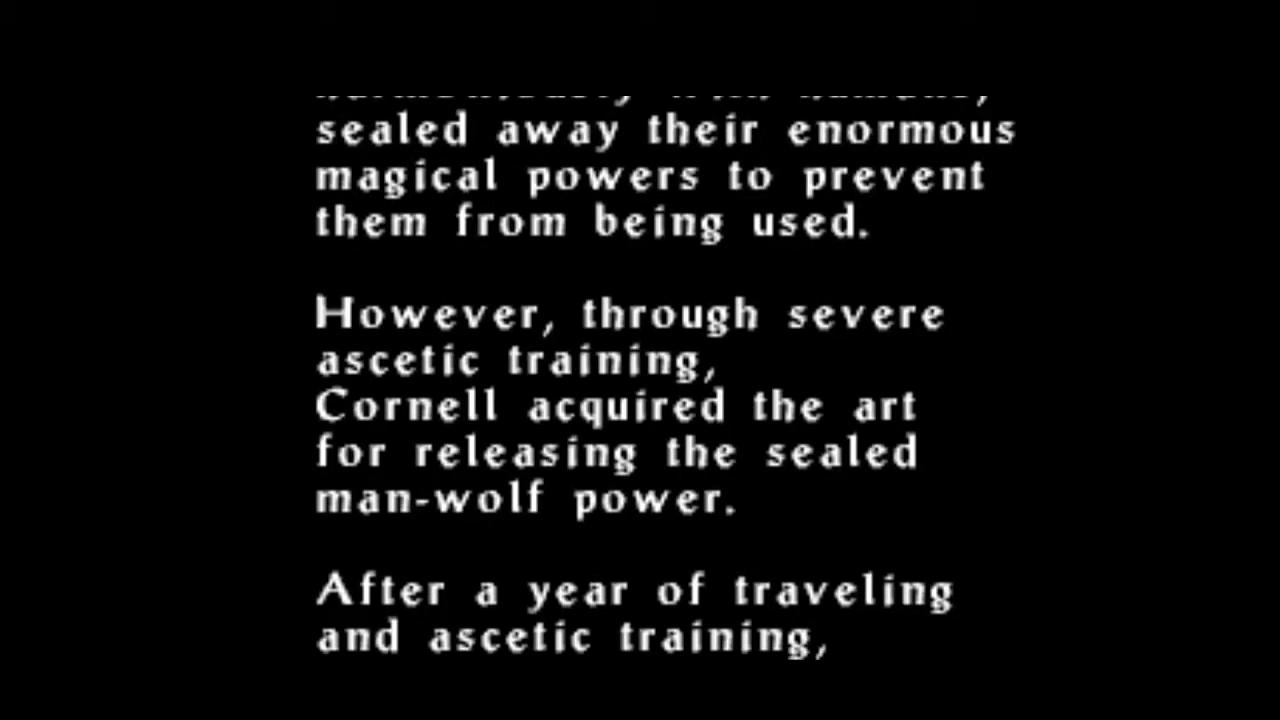 sealed away their enormous
magical powers to prevent
them from being used.
However, through severe
ascetic training,
Cornell acquired the art
for releasing the sealed
man-wolf power.
After a year of traveling
and ascetic training,